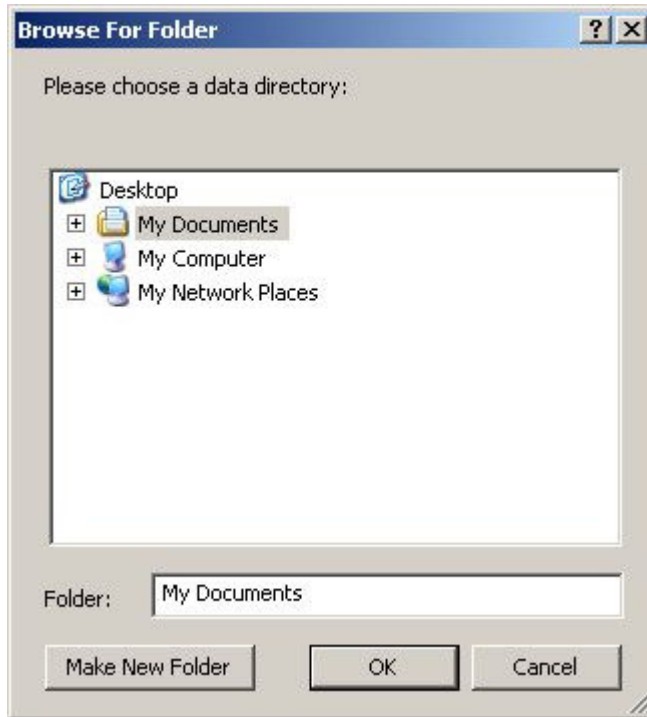 Browse For Folder
Please choose a data directory:
Desktop
My Documents
My Computer
My Network Places
Folder: My Documents
Make New Folder OK Cancel